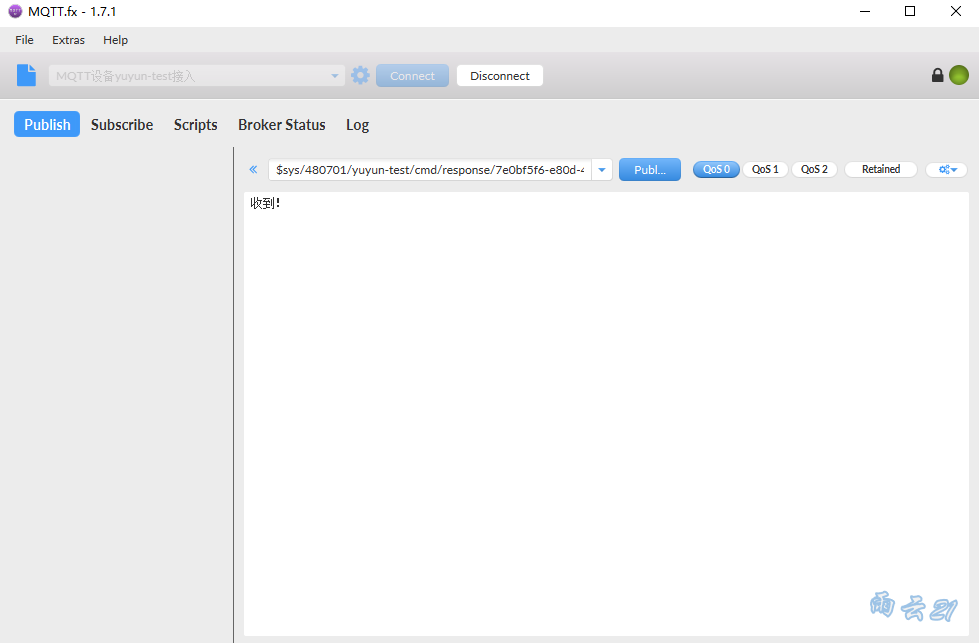 MQTT.fx - 1.7.1
File Extras Help
MQTT设备yuyun-test接入 Connect Disconnect
Publish Subscribe Scripts Broker Status Log
$sys/480701/yuyun-test/cmd/response/7e0bf5f6-e80d-4 Publ... QoS 0 QoS 1 QoS 2 Retained
收到!
雨云21